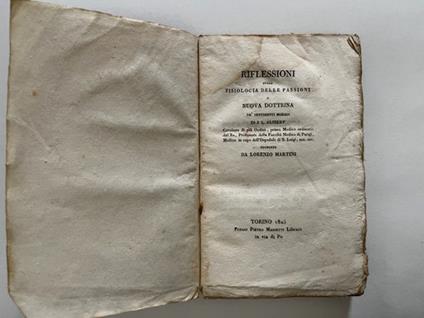 RIFLESSIONI
SULLA
FISIOLOGIA DELLE PASSIONI
O
NUOVA DOTTRINA
DE' SENTIMENTI MORALI
DI J. L. ALIBERT
Cavaliere di più Ordini, primo Medico ordinario
del Re, Professore della Facoltà Medica di Parigi,
Medico in capo dell'Ospedale di S. Luigi, ecc. ecc.
DA LORENZO MARTINI
TORINO 1825
Presso Pietro Marietti Libraio
in via di Po